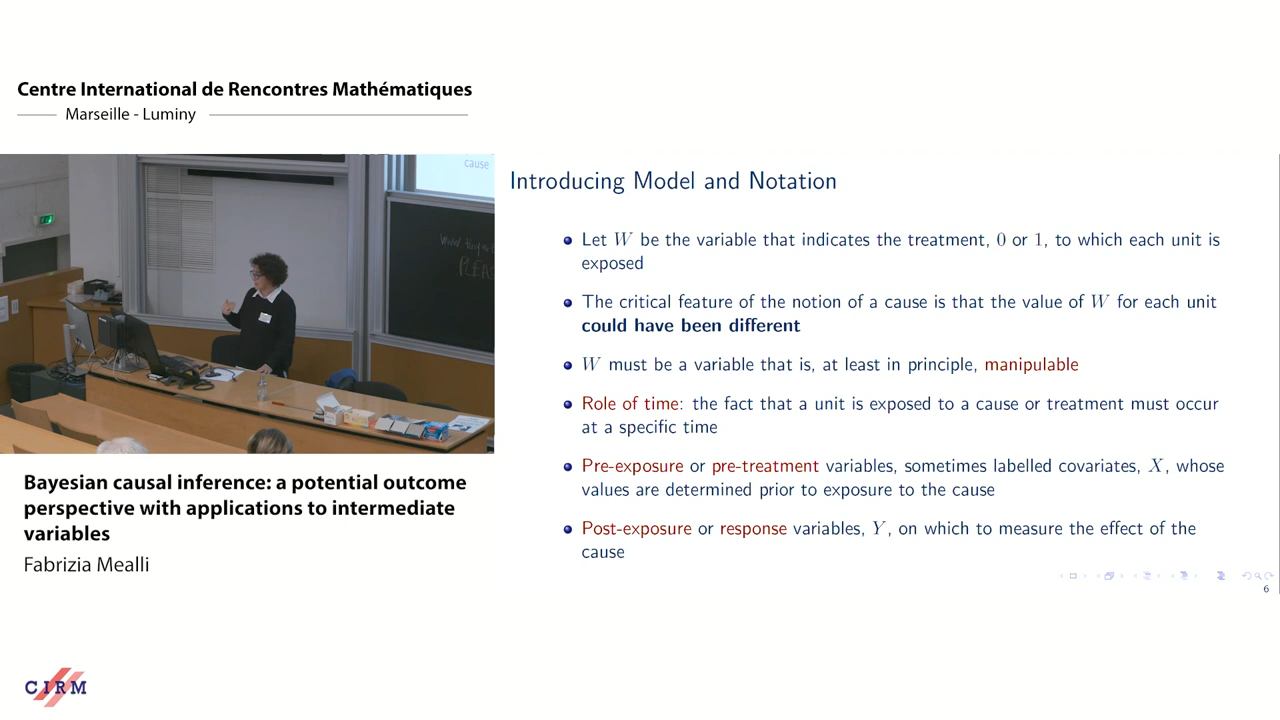 Centre International de Rencontres Mathématiques
Marseille - Luminy
cause
PLEA
Introducing Model and Notation
Let W be the variable that indicates the treatment, 0 or 1, to which each unit is
exposed
The critical feature of the notion of a cause is that the value of W for each unit
could have been different
W must be a variable that is, at least in principle, manipulable
Role of time: the fact that a unit is exposed to a cause or treatment must occur
at a specific time
Pre-exposure or pre-treatment variables, sometimes labelled covariates, X, whose
values are determined prior to exposure to the cause
Post-exposure or response variables, Y, on which to measure the effect of the
cause
6
Bayesian causal inference: a potential outcome
perspective with applications to intermediate
variables
Fabrizia Mealli
CIRM